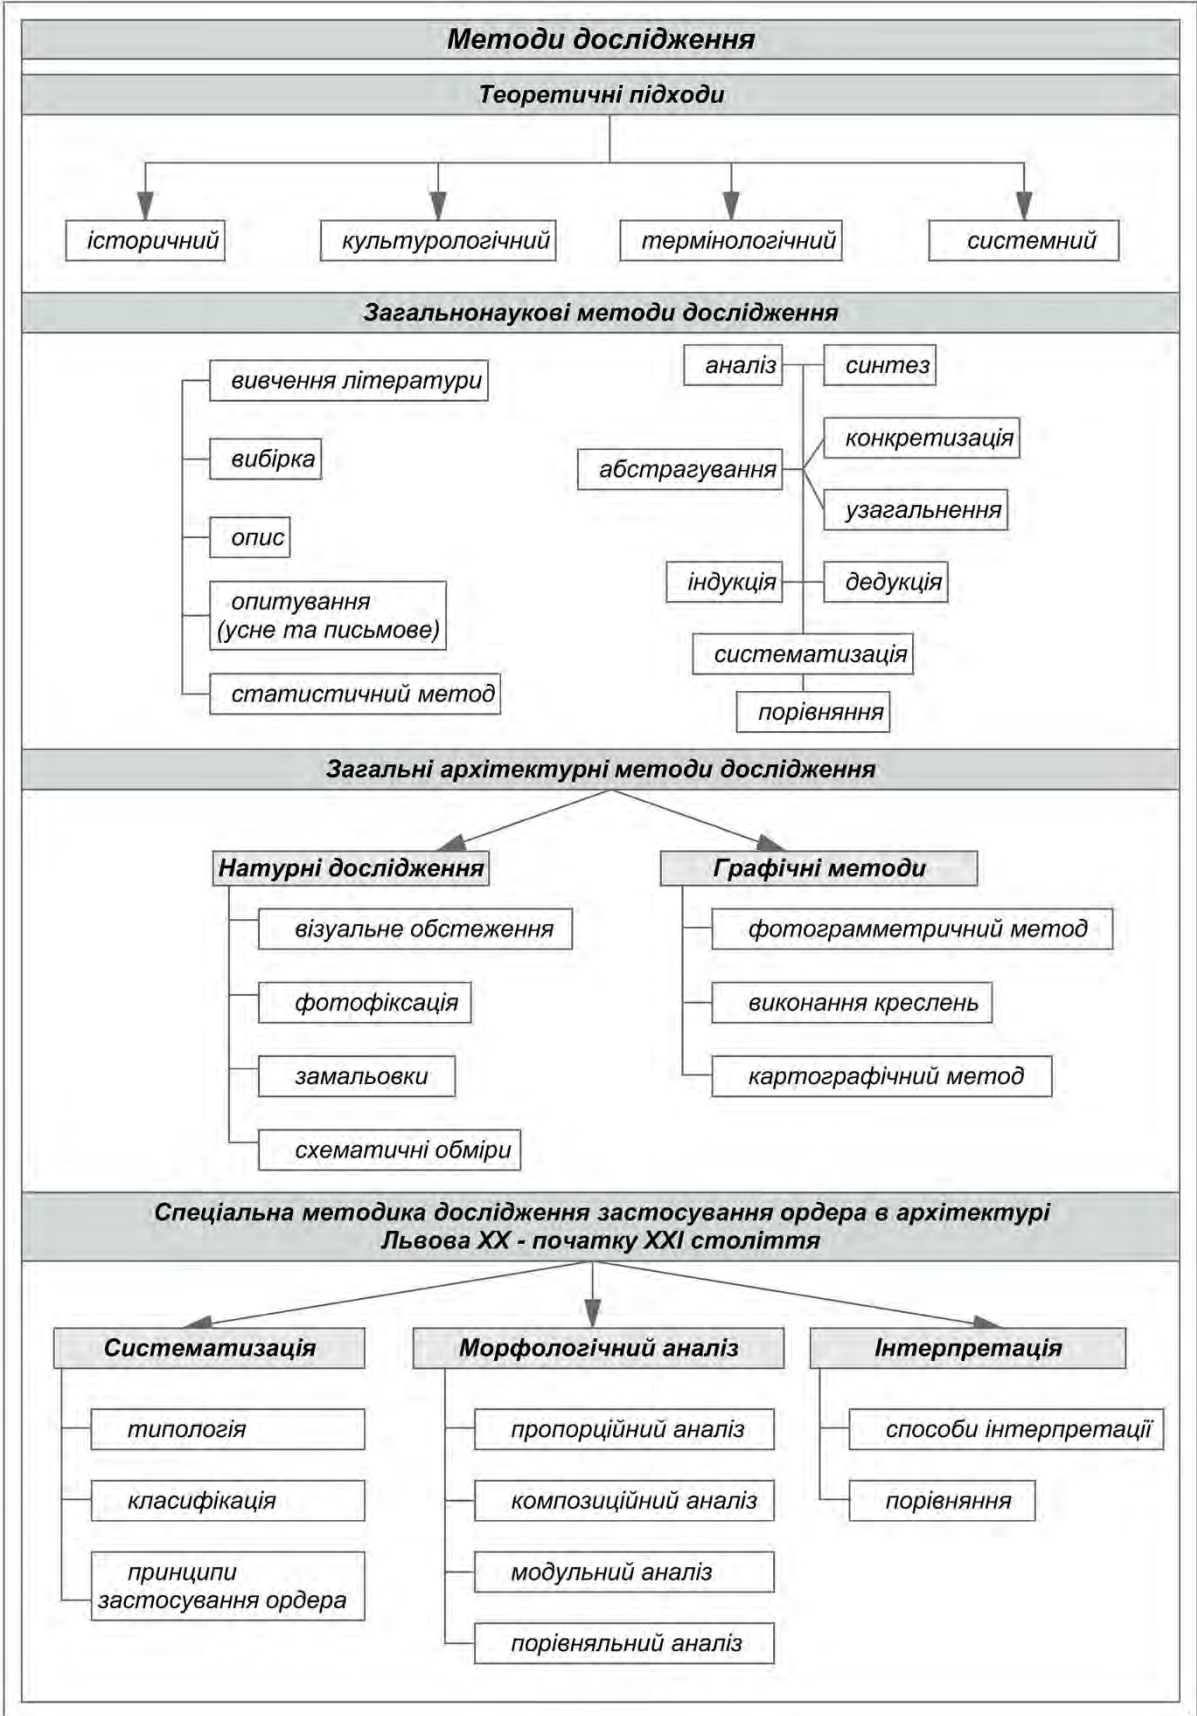 Методи дослідження
Теоретичні підходи
історичний
культурологічний
термінологічний
системний
Загальнонаукові методи дослідження
вивчення літератури
вибірка
опис
опитування
(усне та письмове)
статистичний метод
аналіз
синтез
абстрагування
конкретизація
узагальнення
індукція
дедукція
систематизація
порівняння
Загальні архітектурні методи дослідження
Натурні дослідження
візуальне обстеження
фотофіксація
замальовки
схематичні обміри
Графічні методи
фотограмметричний метод
виконання креслень
картографічний метод
Спеціальна методика дослідження застосування ордера в архітектурі
Львова ХХ - початку ХХІ століття
Систематизація
типологія
класифікація
принципи
застосування ордера
Морфологічний аналіз
пропорційний аналіз
композиційний аналіз
модульний аналіз
порівняльний аналіз
Інтерпретація
способи інтерпретації
порівняння